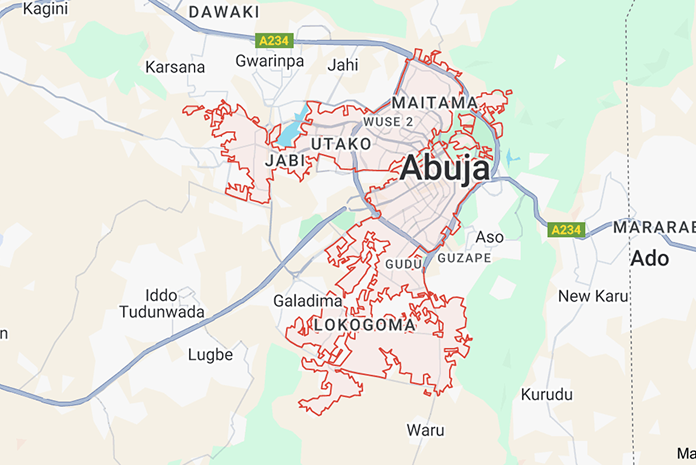 Kagini
DAWAKI
A234
Gwarinpa
Karsana
Jahi
MAITAMA
WUSE 2
UTAKO
JABI
Abuja
A234
MARARAB
Aso
Ado
GUDU
GUZAPE
Iddo
Tudunwada
Galadima
New Karu
LOKOGOMA
n
Lugbe
Kurudu
Waru
Ma